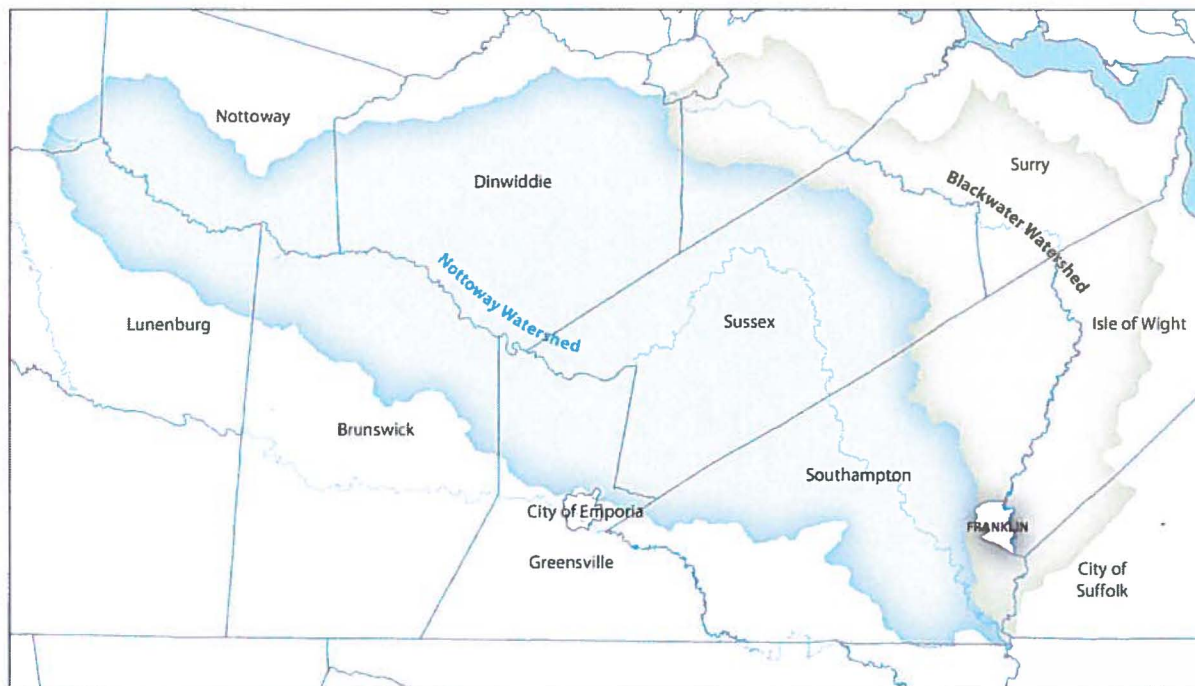 Nottoway
Dinwiddie
Surry
Blackwater Watershed
Nottoway Watershed
Lunenburg
Sussex
Isle of Wight
Brunswick
Southampton
City of Emporia
FRANKLIN
Greensville
City of
Suffolk